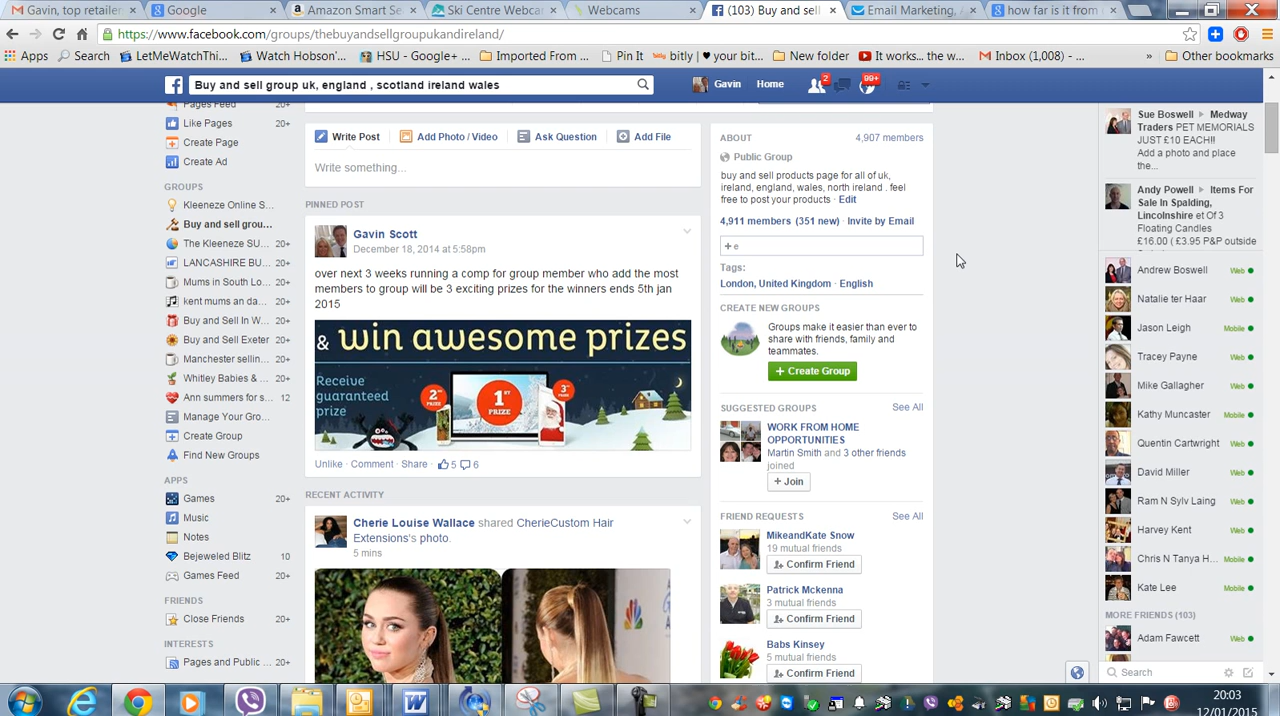 Gavin, top retailer
Google
Amazon Smart Se
Ski Centre Webcar
Webcams
(103) Buy and sell
Email Marketing,
how far is it from
https://www.facebook.com/groups/thebuyandsellgroupukandireland/
Apps
Search
LetMeWatchThis
Watch Hobson's
HSU - Google+
Imported From
Pin It
bitly | ♥ your bit...
New folder
It works... the w...
Inbox (1,008) -
»
Other bookmarks
Buy and sell group uk, england , scotland ireland wales
Gavin
Home
2
99+
Pages Feed 20+
Like Pages 20+
Create Page
Create Ad
GROUPS
Kleeneze Online S...
Buy and sell grou...
The Kleeneze SU... 20+
LANCASHIRE BU... 20+
Mums in South Lo... 20+
kent mums an da... 20+
Buy and Sell In W... 20+
Buy and Sell Exeter 20+
Manchester sellin... 20+
Whitley Babies & ... 20+
Ann summers for s... 12
Manage Your Gro...
Create Group
Find New Groups
APPS
Games 20+
Music
Notes
Bejeweled Blitz 10
Games Feed 20+
FRIENDS
Close Friends 20+
INTERESTS
Pages and Public ... 20+
Write Post
Add Photo / Video
Ask Question
Add File
Write something...
PINNED POST
Gavin Scott
December 18, 2014 at 5:58pm
over next 3 weeks running a comp for group member who add the most
members to group will be 3 exciting prizes for the winners ends 5th jan
2015
& win awesome prizes
Receive
guaranteed
prize
2ND PRIZE
1ST
PRIZE
3RD PRIZE
Unlike · Comment · Share · 5 6
RECENT ACTIVITY
Cherie Louise Wallace shared CherieCustom Hair
Extensions's photo.
5 mins
ABOUT 4,907 members
Public Group
buy and sell products page for all of uk,
ireland, england, wales, north ireland . feel
free to post your products · Edit
4,911 members (351 new) · Invite by Email
+ e
Tags:
London, United Kingdom · English
CREATE NEW GROUPS
Groups make it easier than ever to
share with friends, family and
teammates.
+ Create Group
SUGGESTED GROUPS See All
WORK FROM HOME
OPPORTUNITIES
Martin Smith and 3 other friends
joined
+ Join
FRIEND REQUESTS See All
MikeandKate Snow
19 mutual friends
Confirm Friend
Patrick Mckenna
3 mutual friends
Confirm Friend
Babs Kinsey
5 mutual friends
Confirm Friend
Sue Boswell ▸ Medway
Traders PET MEMORIALS
JUST £10 EACH!!
Add a photo and place
the...
Andy Powell ▸ Items For
Sale In Spalding,
Lincolnshire et Of 3
Floating Candles
£16.00 ( £3.95 P&P outside
Andrew Boswell Web
Natalie ter Haar Web
Jason Leigh Mobile
Tracey Payne Web
Mike Gallagher Web
Kathy Muncaster Mobile
Quentin Cartwright Web
David Miller Web
Ram N Sylv Laing Web
Harvey Kent Web
Chris N Tanya H... Mobile
Kate Lee Web
MORE FRIENDS (103)
Adam Fawcett Web
Search
20:03
12/01/2015